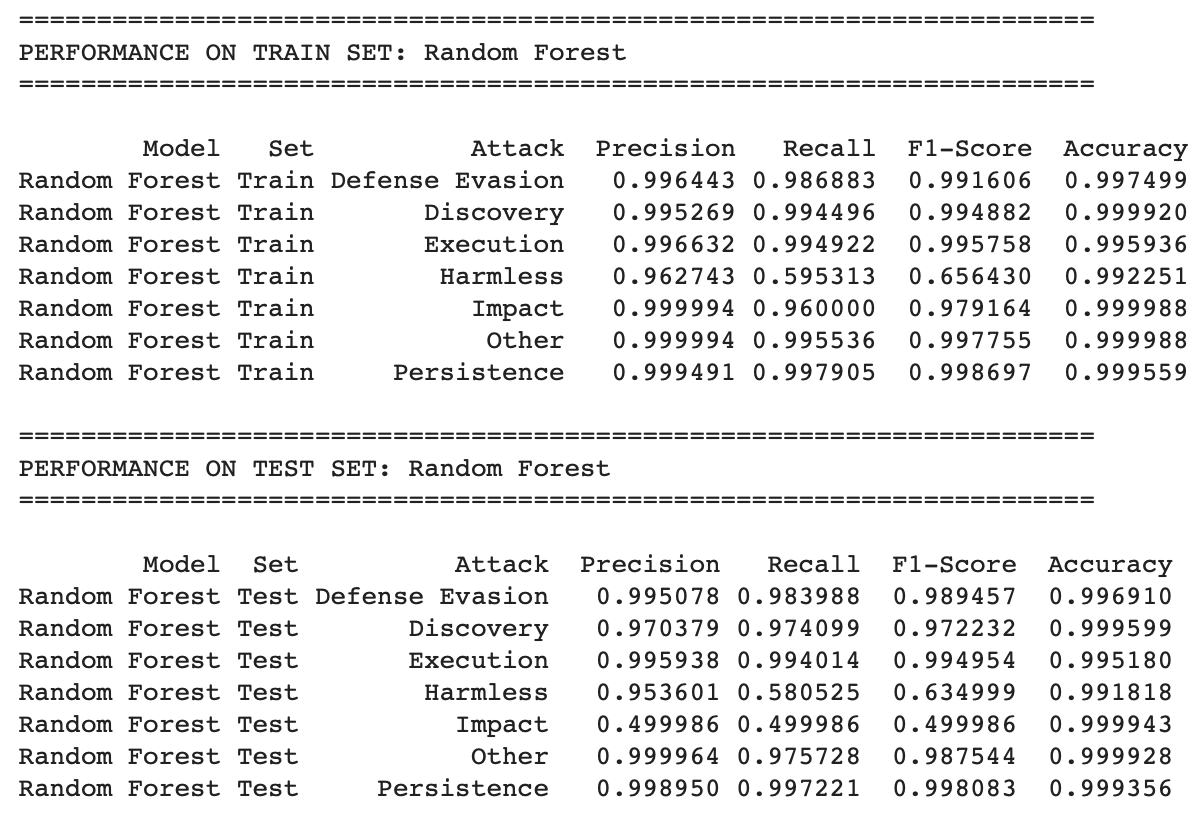 =====================================================================
PERFORMANCE ON TRAIN SET: Random Forest
=====================================================================
        Model   Set          Attack  Precision   Recall  F1-Score  Accuracy
Random Forest Train Defense Evasion   0.996443 0.986883  0.991606  0.997499
Random Forest Train       Discovery   0.995269 0.994496  0.994882  0.999920
Random Forest Train       Execution   0.996632 0.994922  0.995758  0.995936
Random Forest Train        Harmless   0.962743 0.595313  0.656430  0.992251
Random Forest Train          Impact   0.999994 0.960000  0.979164  0.999988
Random Forest Train           Other   0.999994 0.995536  0.997755  0.999988
Random Forest Train     Persistence   0.999491 0.997905  0.998697  0.999559
=====================================================================
PERFORMANCE ON TEST SET: Random Forest
=====================================================================
        Model  Set          Attack  Precision   Recall  F1-Score  Accuracy
Random Forest Test Defense Evasion   0.995078 0.983988  0.989457  0.996910
Random Forest Test       Discovery   0.970379 0.974099  0.972232  0.999599
Random Forest Test       Execution   0.995938 0.994014  0.994954  0.995180
Random Forest Test        Harmless   0.953601 0.580525  0.634999  0.991818
Random Forest Test          Impact   0.499986 0.499986  0.499986  0.999943
Random Forest Test           Other   0.999964 0.975728  0.987544  0.999928
Random Forest Test     Persistence   0.998950 0.997221  0.998083  0.999356